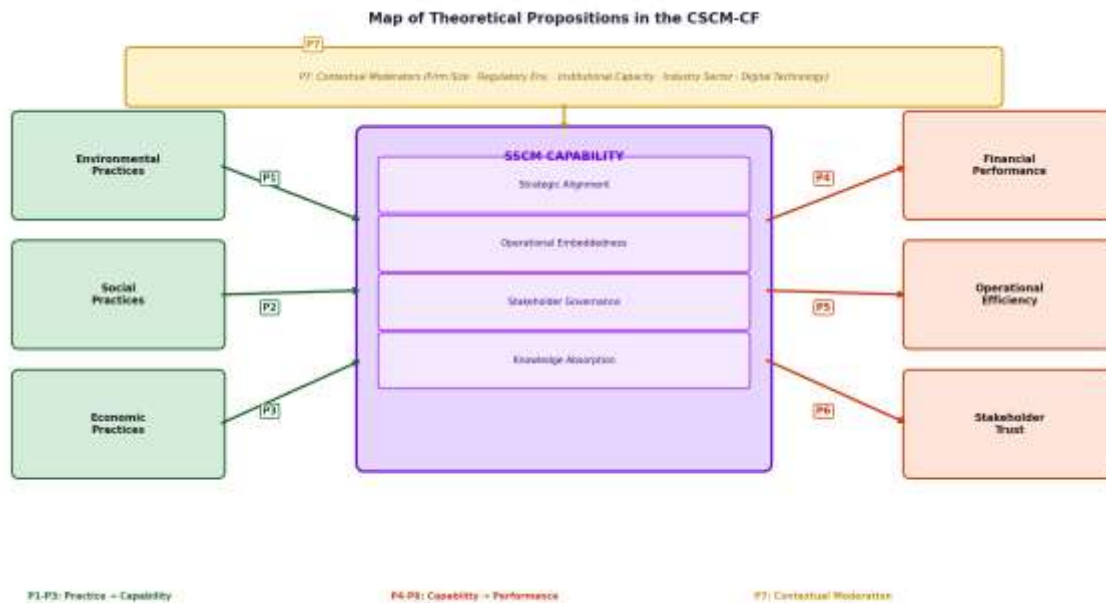 Map of Theoretical Propositions in the CSCM-CF
P7
P7: Contextual Moderators (Firm Size · Regulatory Env. · Institutional Capacity · Industry Sector · Digital Technology)
Environmental
Practices
P1
SSCM CAPABILITY
Strategic Alignment
P4
Financial
Performance
Operational Embeddedness
Social
Practices
P2
Stakeholder Governance
P5
Operational
Efficiency
Knowledge Absorption
Economic
Practices
P3
P6
Stakeholder
Trust
P1-P3: Practice → Capability
Capability → Performance
P7: Contextual Moderation